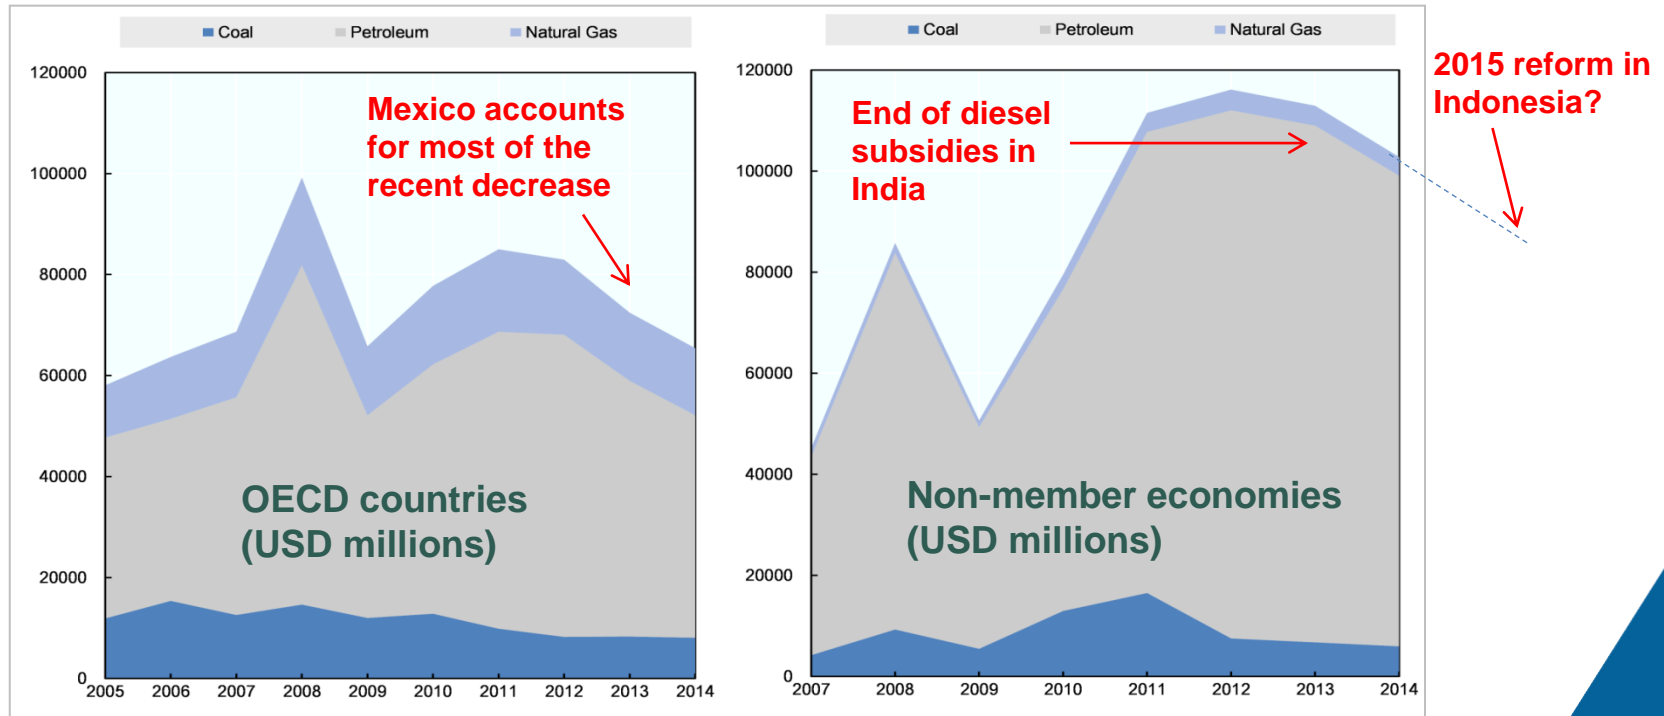 Coal Petroleum Natural Gas
120000
100000
80000
60000
40000
20000
0
2005 2006 2007 2008 2009 2010 2011 2012 2013 2014
Mexico accounts
for most of the
recent decrease
OECD countries
(USD millions)
Coal Petroleum Natural Gas
120000
100000
80000
60000
40000
20000
0
2007 2008 2009 2010 2011 2012 2013 2014
End of diesel
subsidies in
India
Non-member economies
(USD millions)
2015 reform in
Indonesia?